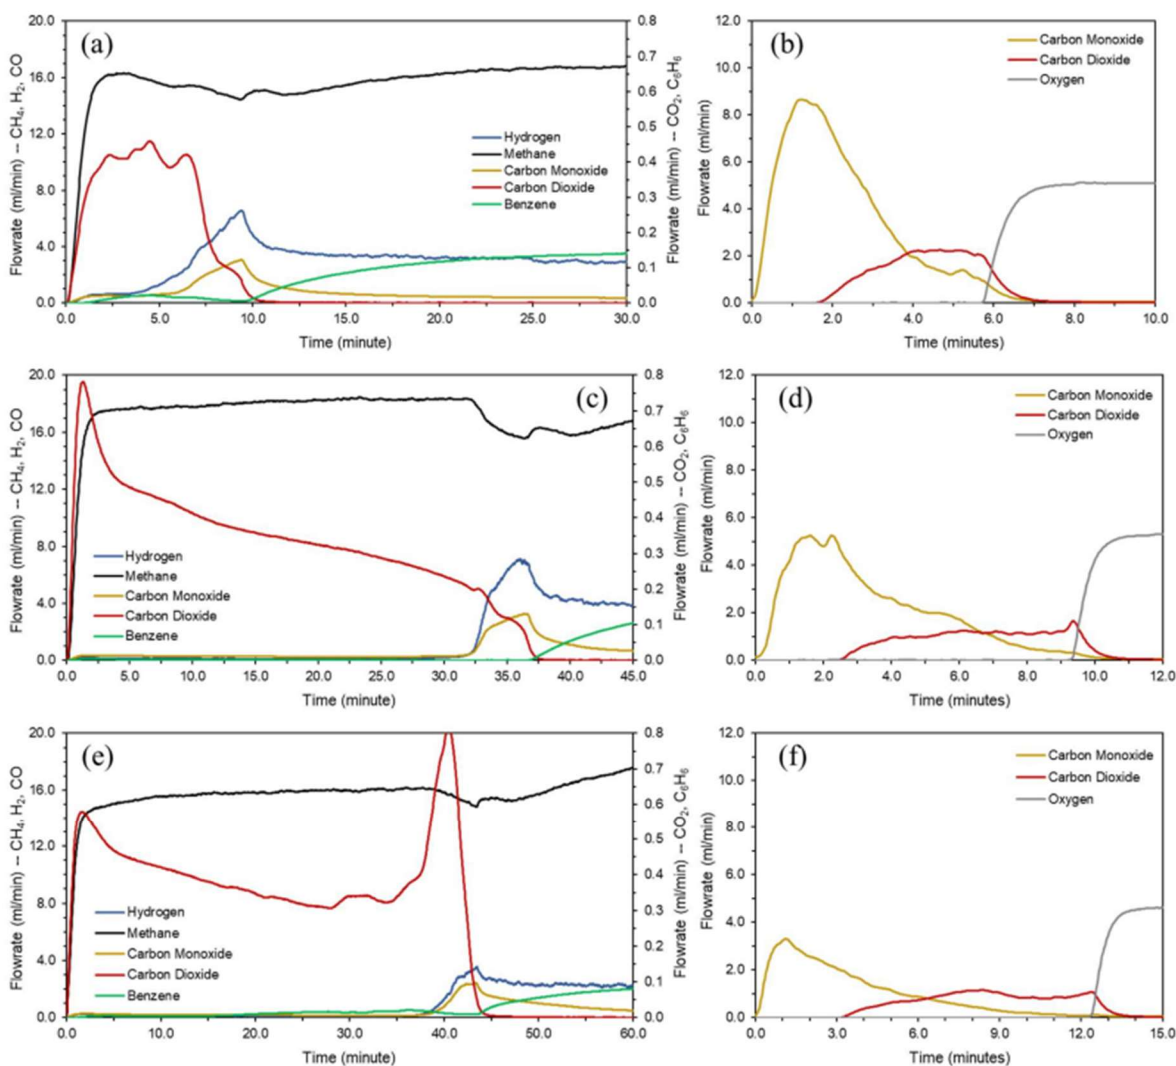 (a)
Flowrate (ml/min) -- CH4, H2, CO
20.0
16.0
12.0
8.0
4.0
0.0
0.8
0.7
0.6
0.5
0.4
0.3
0.2
0.1
0.0
Flowrate (ml/min) -- CO2, C6H6
Hydrogen
Methane
Carbon Monoxide
Carbon Dioxide
Benzene
0.0 5.0 10.0 15.0 20.0 25.0 30.0
Time (minute)
(b)
Flowrate (ml/min)
12.0
10.0
8.0
6.0
4.0
2.0
0.0
Carbon Monoxide
Carbon Dioxide
Oxygen
0.0 2.0 4.0 6.0 8.0 10.0
Time (minutes)
(c)
Flowrate (ml/min) -- CH4, H2, CO
20.0
16.0
12.0
8.0
4.0
0.0
0.8
0.7
0.6
0.5
0.4
0.3
0.2
0.1
0.0
Flowrate (ml/min) -- CO2, C6H6
Hydrogen
Methane
Carbon Monoxide
Carbon Dioxide
Benzene
0.0 5.0 10.0 15.0 20.0 25.0 30.0 35.0 40.0 45.0
Time (minute)
(d)
Flowrate (ml/min)
12.0
10.0
8.0
6.0
4.0
2.0
0.0
Carbon Monoxide
Carbon Dioxide
Oxygen
0.0 2.0 4.0 6.0 8.0 10.0 12.0
Time (minutes)
(e)
Flowrate (ml/min) -- CH4, H2, CO
20.0
16.0
12.0
8.0
4.0
0.0
0.8
0.7
0.6
0.5
0.4
0.3
0.2
0.1
0.0
Flowrate (ml/min) -- CO2, C6H6
Hydrogen
Methane
Carbon Monoxide
Carbon Dioxide
Benzene
0.0 10.0 20.0 30.0 40.0 50.0 60.0
Time (minute)
(f)
Flowrate (ml/min)
12.0
10.0
8.0
6.0
4.0
2.0
0.0
Carbon Monoxide
Carbon Dioxide
Oxygen
0.0 3.0 6.0 9.0 12.0 15.0
Time (minutes)